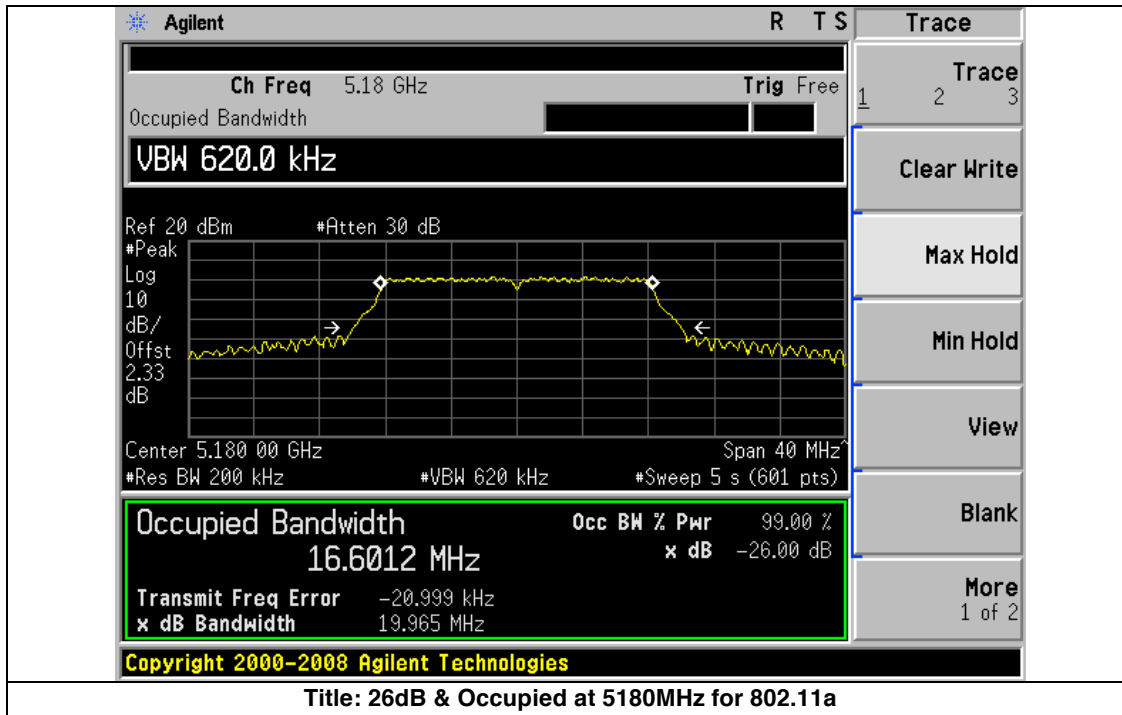 Agilent R T S Trace
Ch Freq 5.18 GHz Trig Free
Occupied Bandwidth
Trace
1 2 3
VBW 620.0 kHz
Clear Write
Ref 20 dBm #Atten 30 dB
#Peak
Log
10
dB/
Offst
2.33
dB
Max Hold
Min Hold
View
Center 5.180 00 GHz Span 40 MHz^
#Res BW 200 kHz #VBW 620 kHz #Sweep 5 s (601 pts)
Occupied Bandwidth Occ BW % Pwr 99.00 %
16.6012 MHz x dB -26.00 dB
Blank
Transmit Freq Error -20.999 kHz
x dB Bandwidth 19.965 MHz
More
1 of 2
Copyright 2000-2008 Agilent Technologies
Title: 26dB & Occupied at 5180MHz for 802.11a